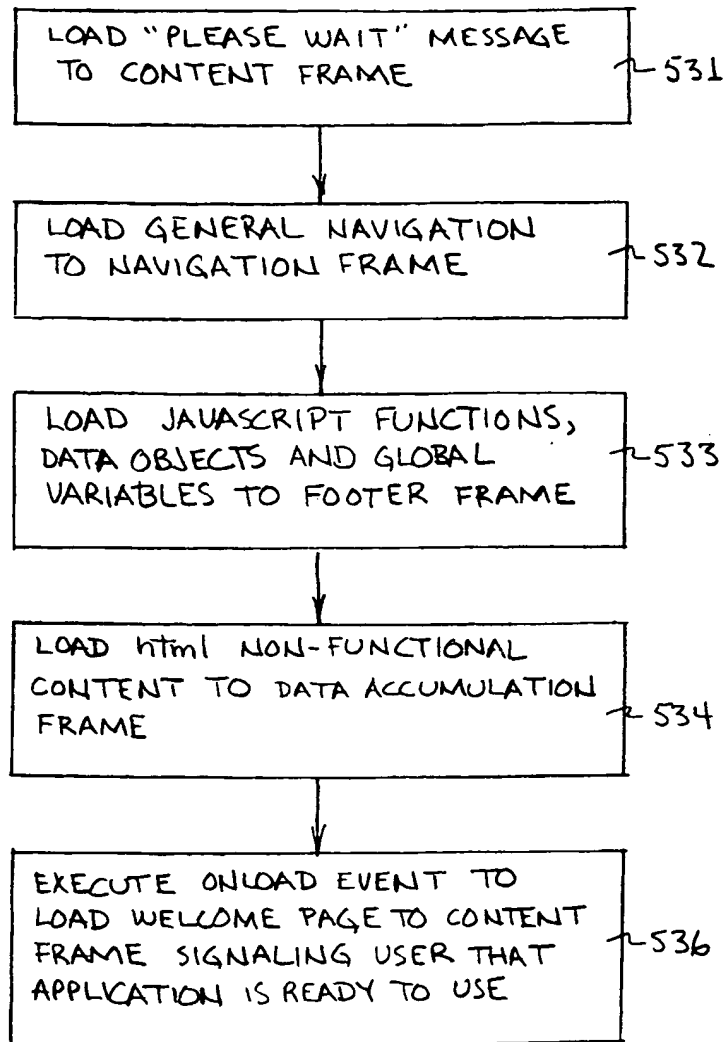 LOAD "PLEASE WAIT" MESSAGE
TO CONTENT FRAME
531
LOAD GENERAL NAVIGATION
TO NAVIGATION FRAME
532
LOAD JAVASCRIPT FUNCTIONS,
DATA OBJECTS AND GLOBAL
VARIABLES TO FOOTER FRAME
533
LOAD html NON-FUNCTIONAL
CONTENT TO DATA ACCUMULATION
FRAME
534
EXECUTE ONLOAD EVENT TO
LOAD WELCOME PAGE TO CONTENT
FRAME SIGNALING USER THAT
APPLICATION IS READY TO USE
536